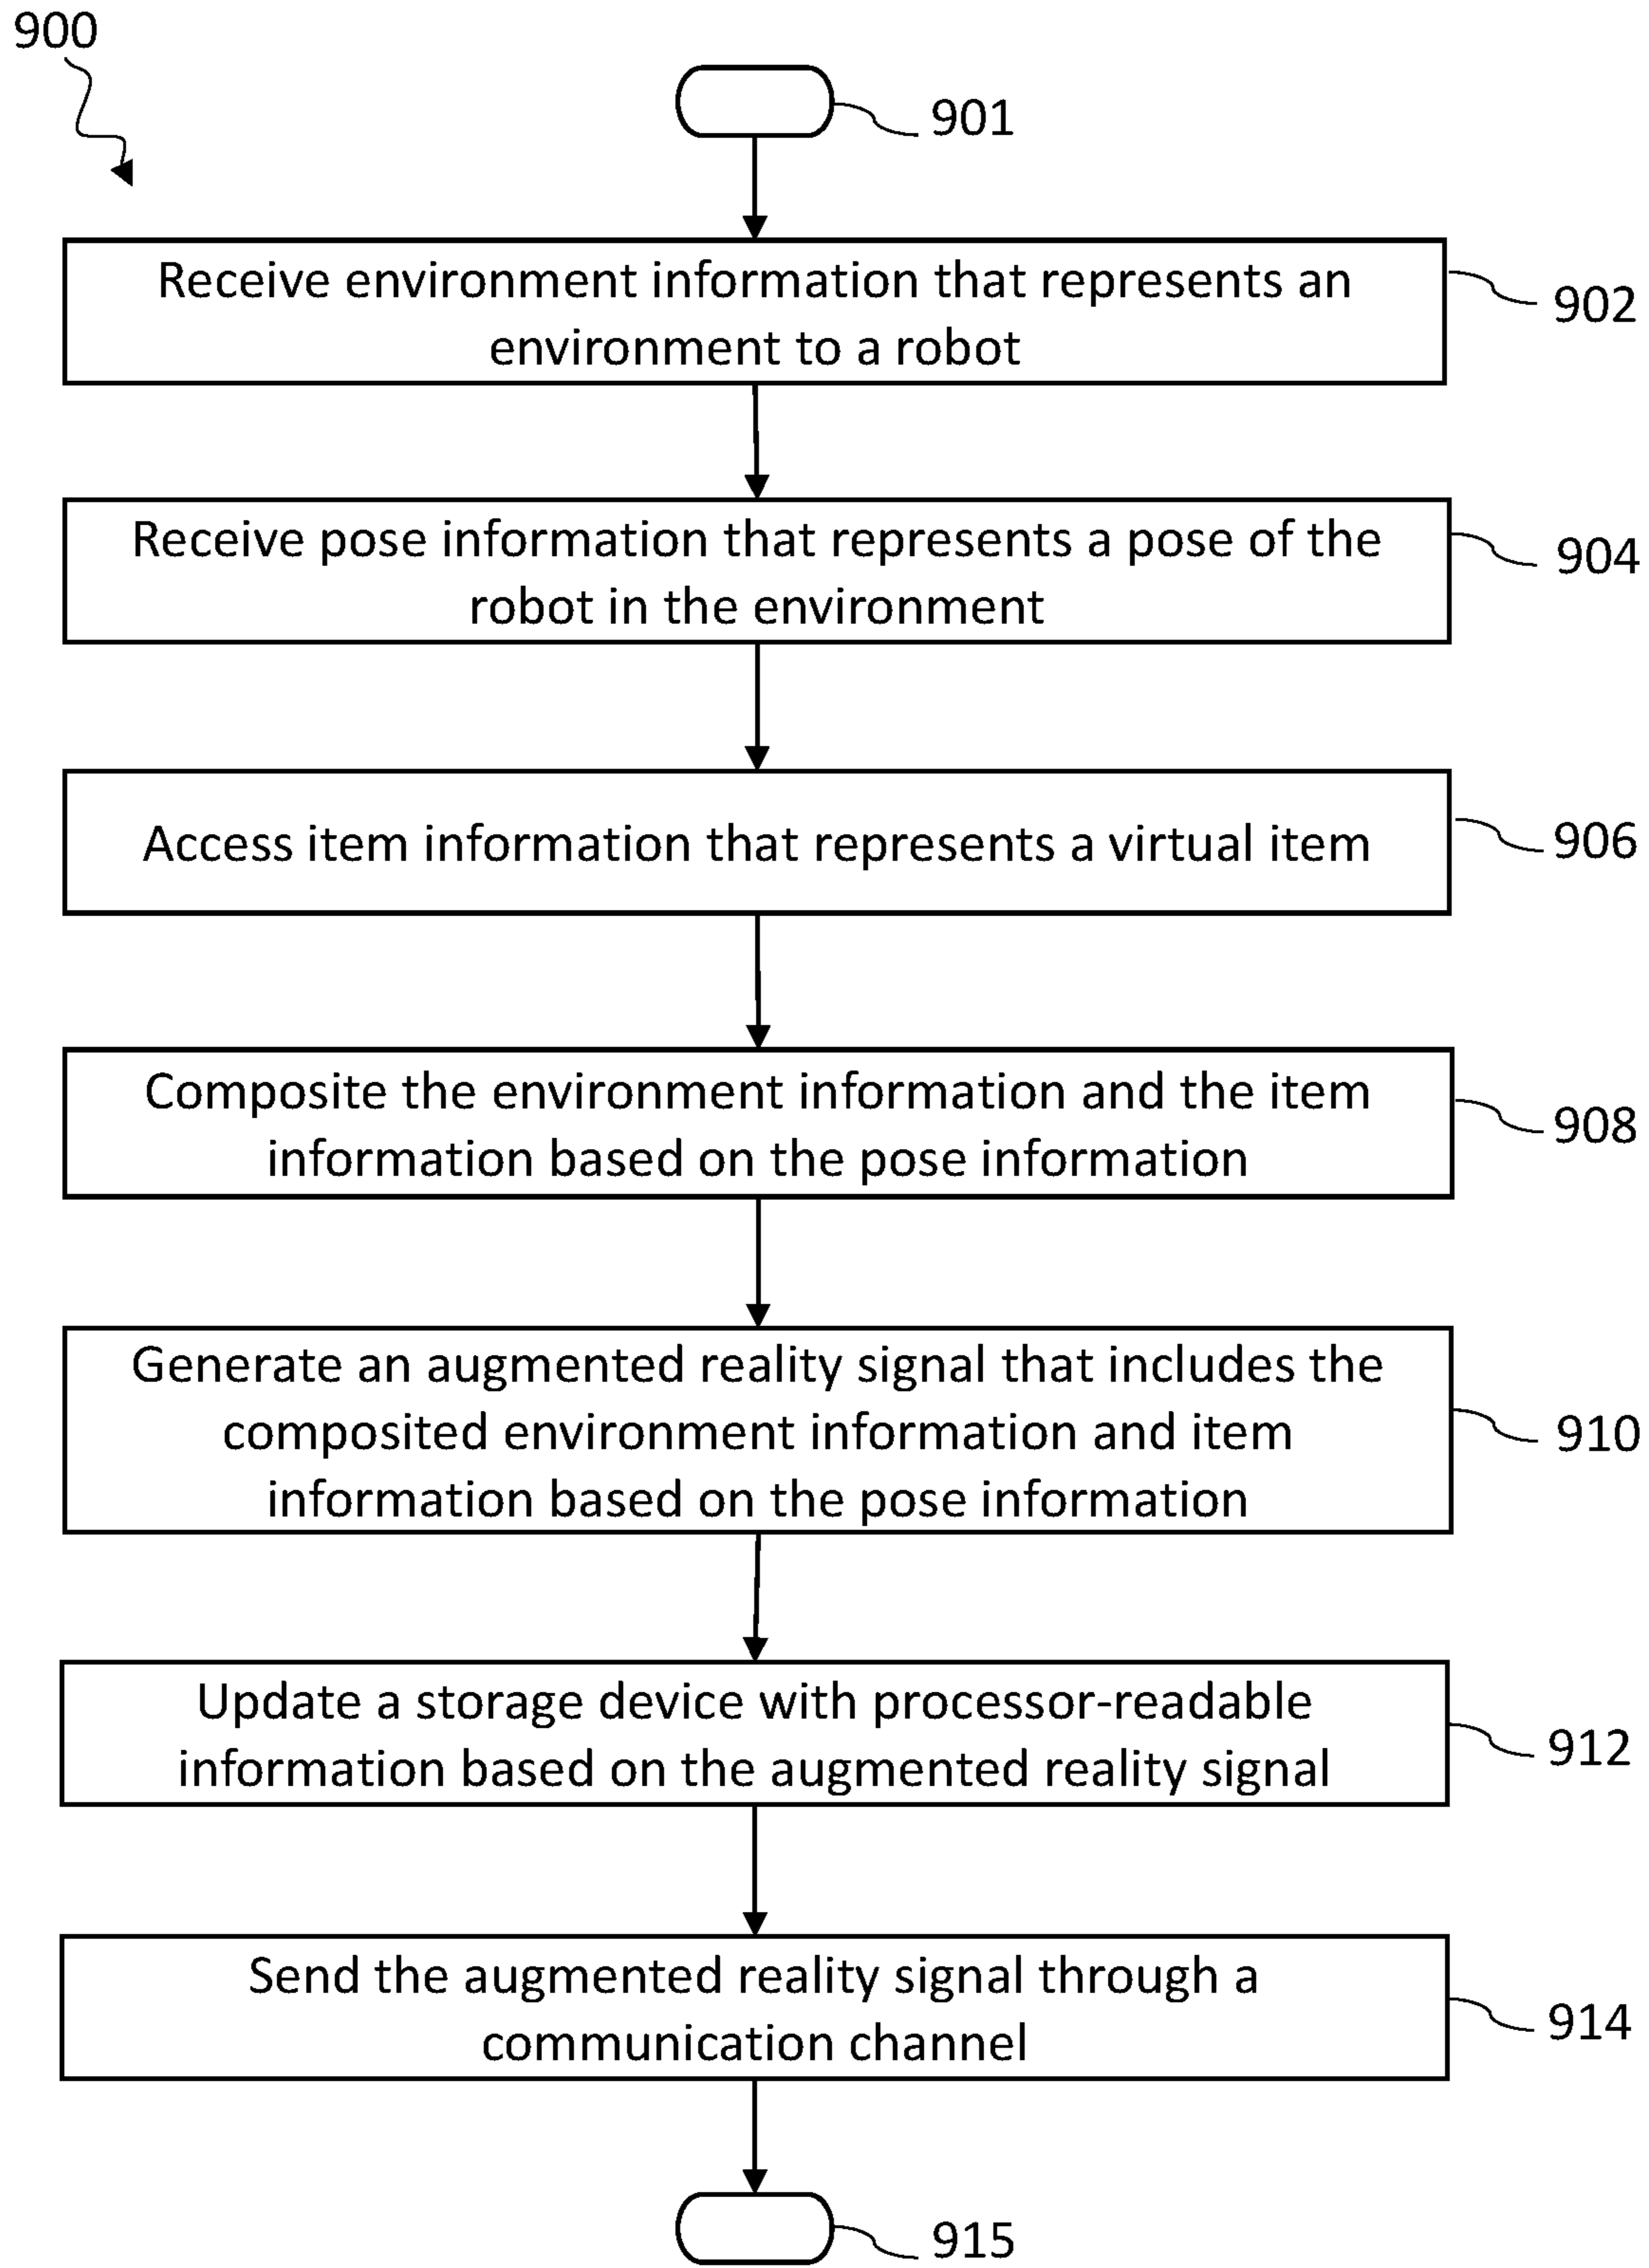 900
901
Receive environment information that represents an
environment to a robot
902
Receive pose information that represents a pose of the
robot in the environment
904
Access item information that represents a virtual item
906
Composite the environment information and the item
information based on the pose information
908
Generate an augmented reality signal that includes the
composited environment information and item
information based on the pose information
910
Update a storage device with processor-readable
information based on the augmented reality signal
912
Send the augmented reality signal through a
communication channel
914
915